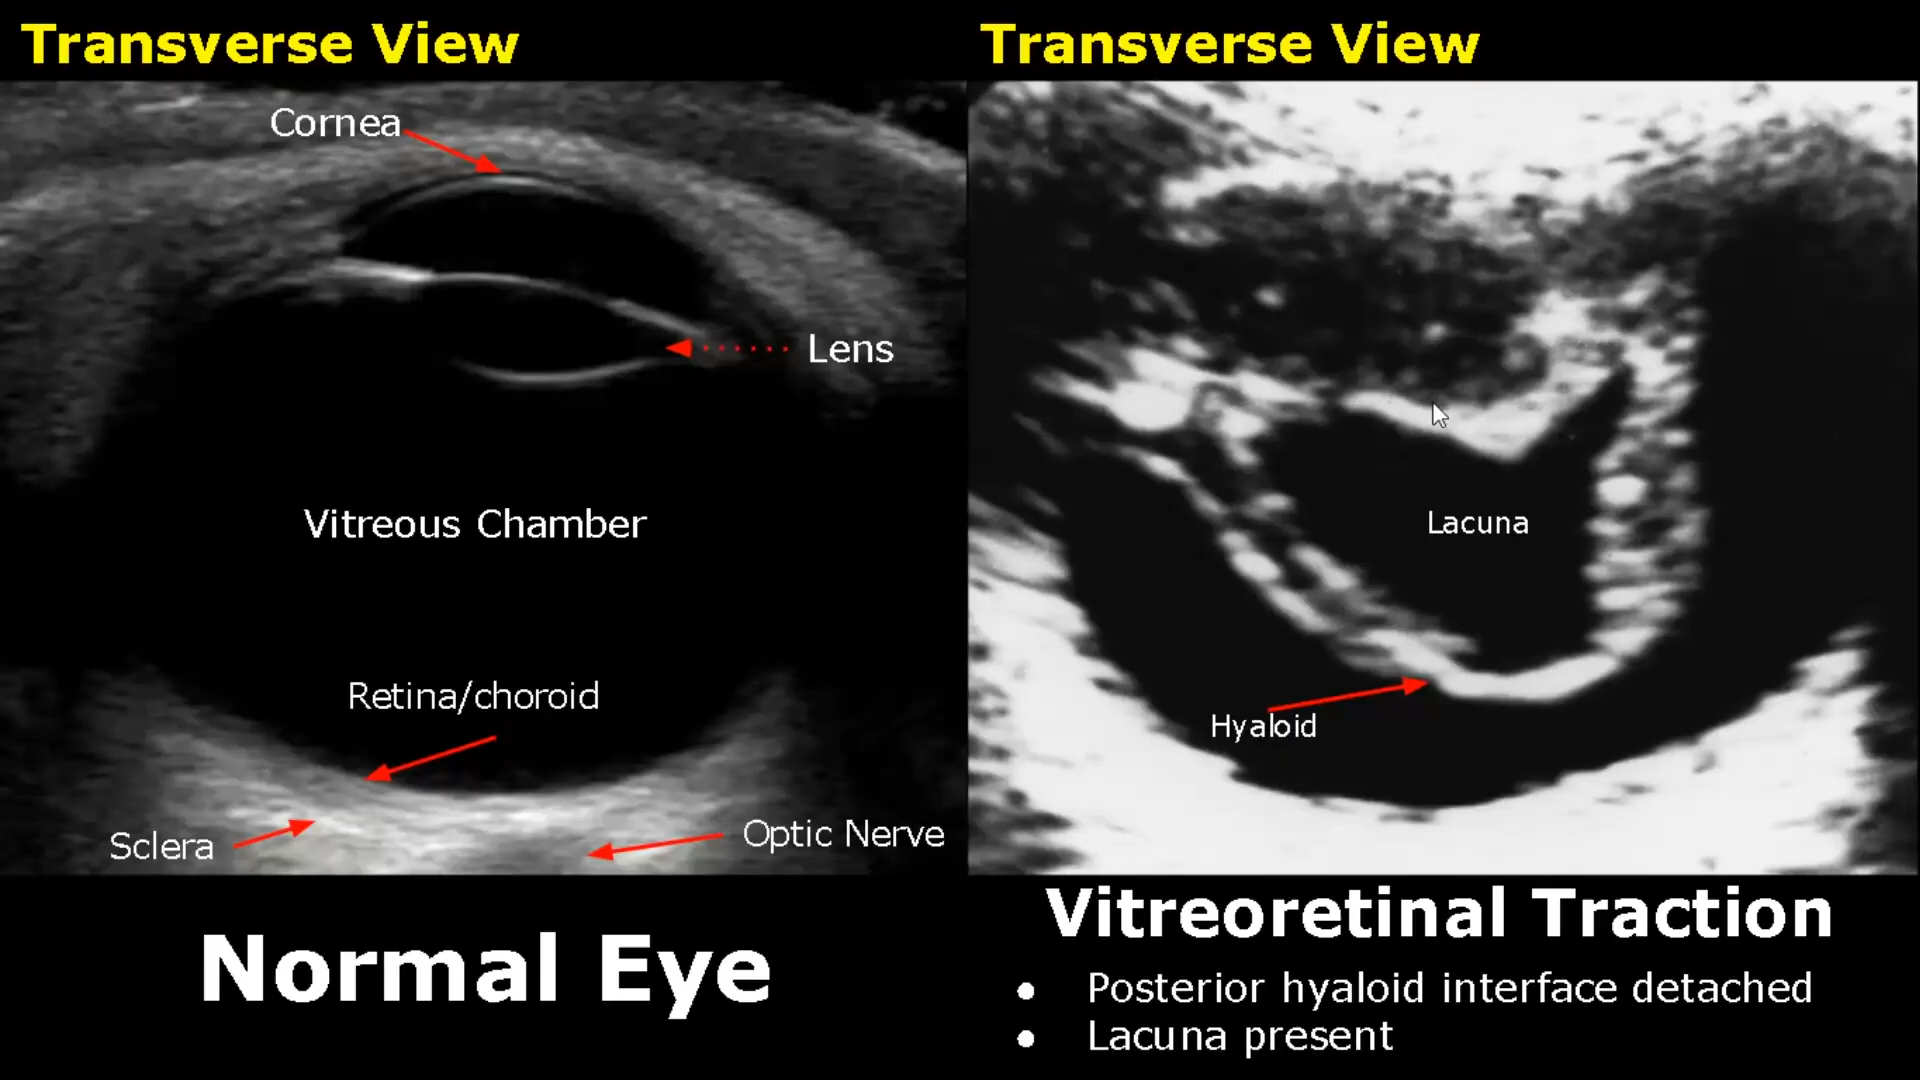 Transverse View
Cornea
Lens
Vitreous Chamber
Retina/choroid
Sclera
Optic Nerve
Normal Eye
Transverse View
Lacuna
Hyaloid
Vitreoretinal Traction
• Posterior hyaloid interface detached
• Lacuna present